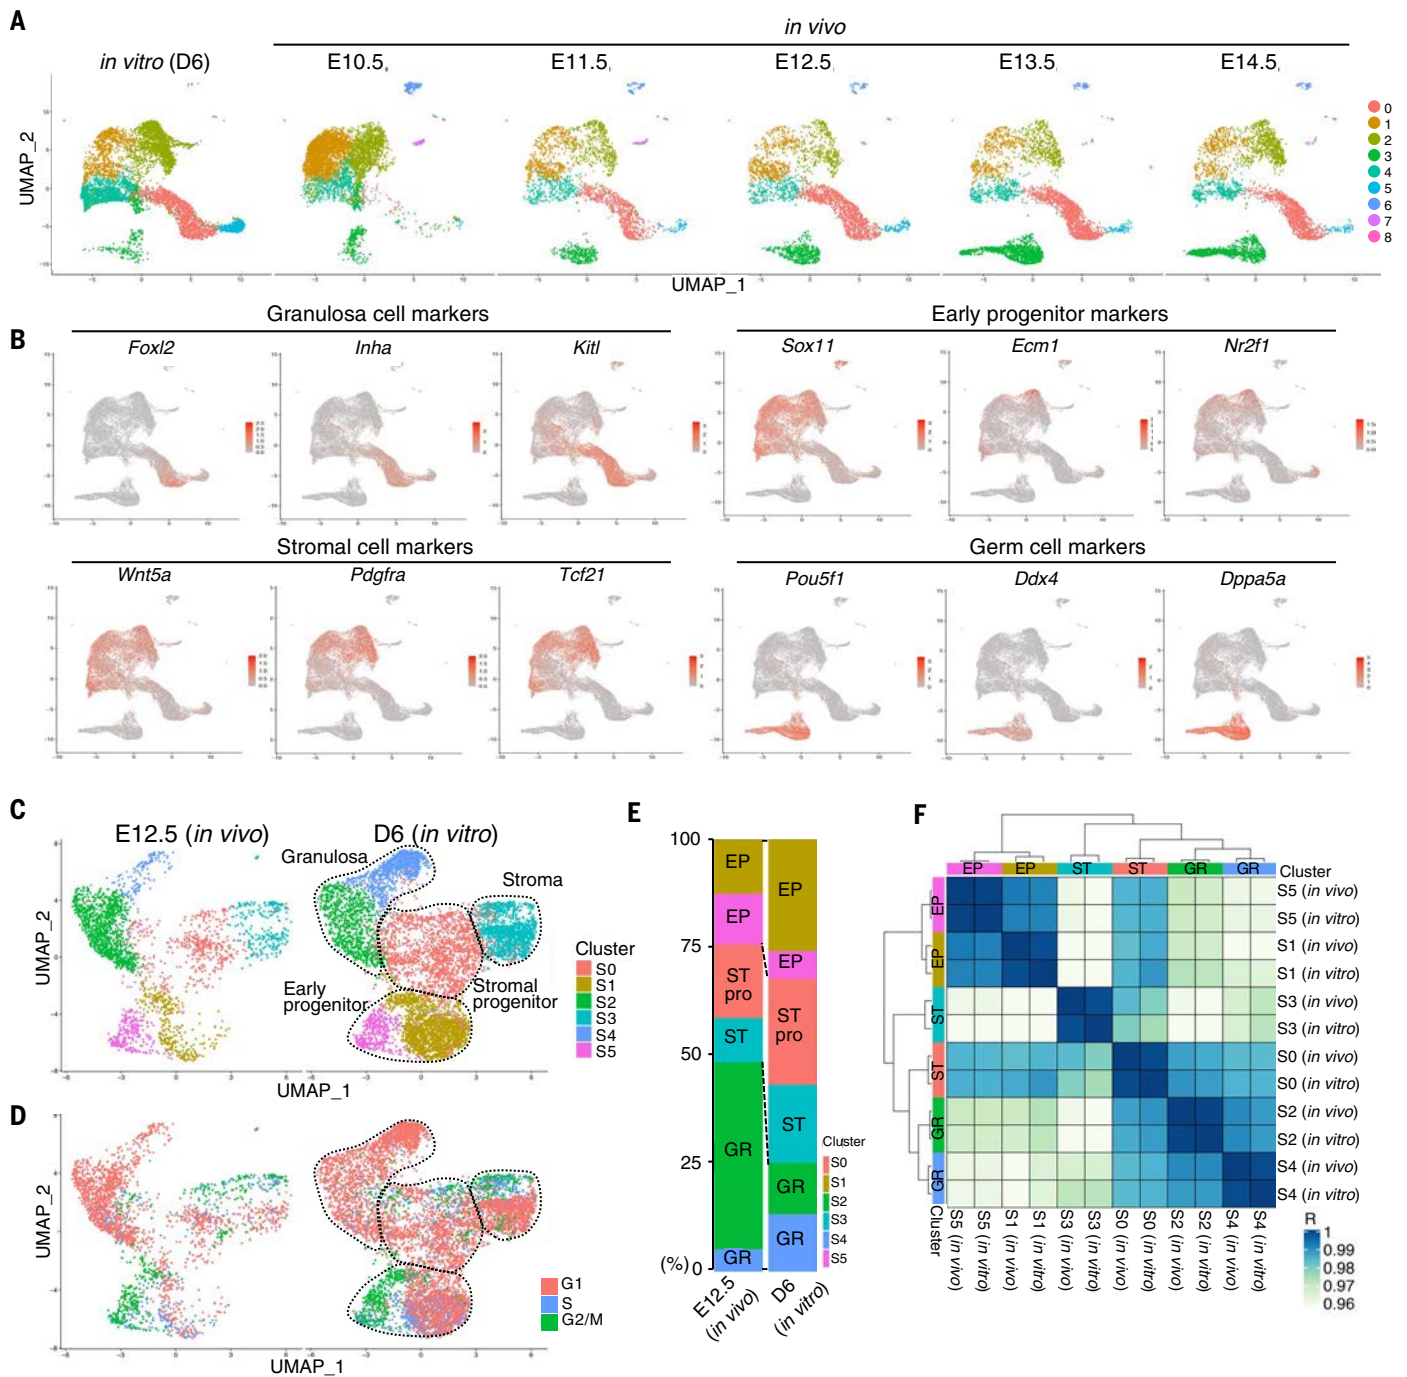 A
in vivo
in vitro (D6)
E10.5
E11.5
E12.5
E13.5
E14.5
UMAP_2
UMAP_1
0
1
2
3
4
5
6
7
8
B
Granulosa cell markers
Early progenitor markers
Foxl2
Inha
Kitl
Sox11
Ecm1
Nr2f1
Stromal cell markers
Germ cell markers
Wnt5a
Pdgfra
Tcf21
Pou5f1
Ddx4
Dppa5a
C
E12.5 (in vivo)
D6 (in vitro)
Granulosa
Stroma
Early
progenitor
Stromal
progenitor
UMAP_2
UMAP_1
Cluster
S0
S1
S2
S3
S4
S5
D
UMAP_2
UMAP_1
G1
S
G2/M
E
100
75
50
25
(%) 0
EP
EP
ST
pro
ST
GR
GR
EP
EP
ST
pro
ST
GR
GR
E12.5
(in vivo)
D6
(in vitro)
Cluster
S0
S1
S2
S3
S4
S5
F
EP
EP
ST
ST
GR
GR
Cluster
EP
EP
ST
ST
GR
GR
Cluster
S5 (in vivo)
S5 (in vitro)
S1 (in vivo)
S1 (in vitro)
S3 (in vivo)
S3 (in vitro)
S0 (in vivo)
S0 (in vitro)
S2 (in vivo)
S2 (in vitro)
S4 (in vivo)
S4 (in vitro)
S5 (in vivo)
S5 (in vitro)
S1 (in vivo)
S1 (in vitro)
S3 (in vivo)
S3 (in vitro)
S0 (in vivo)
S0 (in vitro)
S2 (in vivo)
S2 (in vitro)
S4 (in vivo)
S4 (in vitro)
R
1
0.99
0.98
0.97
0.96